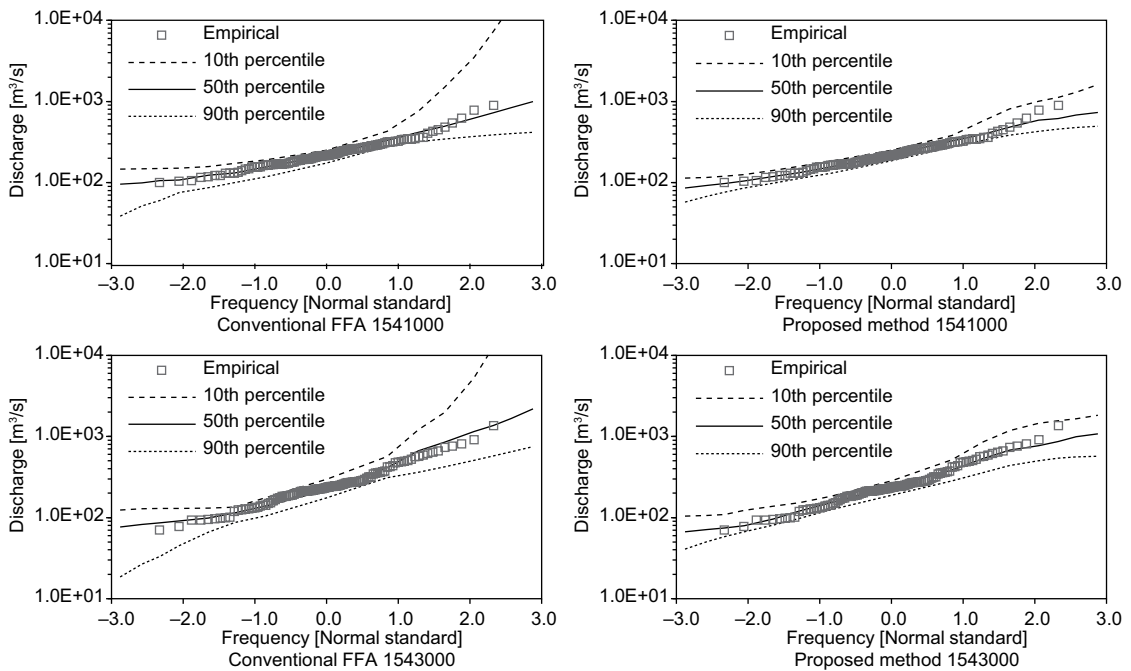 1.0E+04
Empirical
10th percentile
1.0E+03
50th percentile
90th percentile
Discharge [m³/s]
1.0E+02
1.0E+01
–3.0 –2.0 –1.0 0.0 1.0 2.0 3.0
Frequency [Normal standard]
Conventional FFA 1541000
1.0E+04
Empirical
10th percentile
1.0E+03
50th percentile
90th percentile
Discharge [m³/s]
1.0E+02
1.0E+01
–3.0 –2.0 –1.0 0.0 1.0 2.0 3.0
Frequency [Normal standard]
Proposed method 1541000
1.0E+04
Empirical
10th percentile
1.0E+03
50th percentile
90th percentile
Discharge [m³/s]
1.0E+02
1.0E+01
–3.0 –2.0 –1.0 0.0 1.0 2.0 3.0
Frequency [Normal standard]
Conventional FFA 1543000
1.0E+04
Empirical
10th percentile
1.0E+03
50th percentile
90th percentile
Discharge [m³/s]
1.0E+02
1.0E+01
–3.0 –2.0 –1.0 0.0 1.0 2.0 3.0
Frequency [Normal standard]
Proposed method 1543000